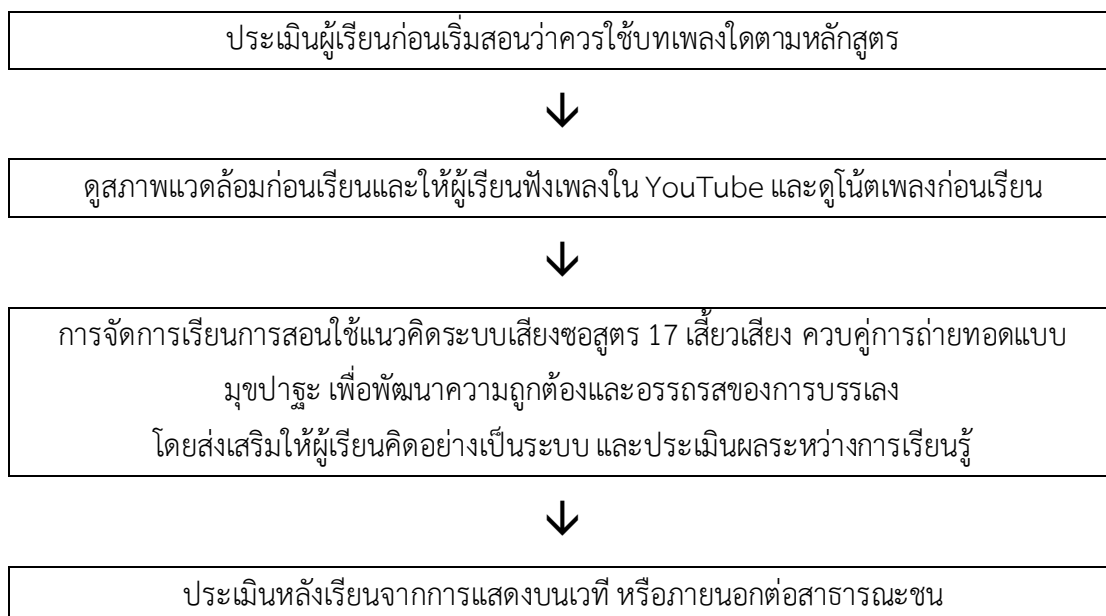 ประเมินผู้เรียนก่อนเริ่มสอนว่าควรใช้บทเพลงใดตามหลักสูตร
ดูสภาพแวดล้อมก่อนเรียนและให้ผู้เรียนฟังเพลงใน YouTube และดูโน้ตเพลงก่อนเรียน
การจัดการเรียนการสอนใช้แนวคิดระบบเสียงซอสูตร 17 เสี้ยวเสียง ควบคู่การถ่ายทอดแบบ
มุขปาฐะ เพื่อพัฒนาความถูกต้องและอรรถรสของการบรรเลง
โดยส่งเสริมให้ผู้เรียนคิดอย่างเป็นระบบ และประเมินผลระหว่างการเรียนรู้
ประเมินหลังเรียนจากการแสดงบนเวที หรือภายนอกต่อสาธารณะชน